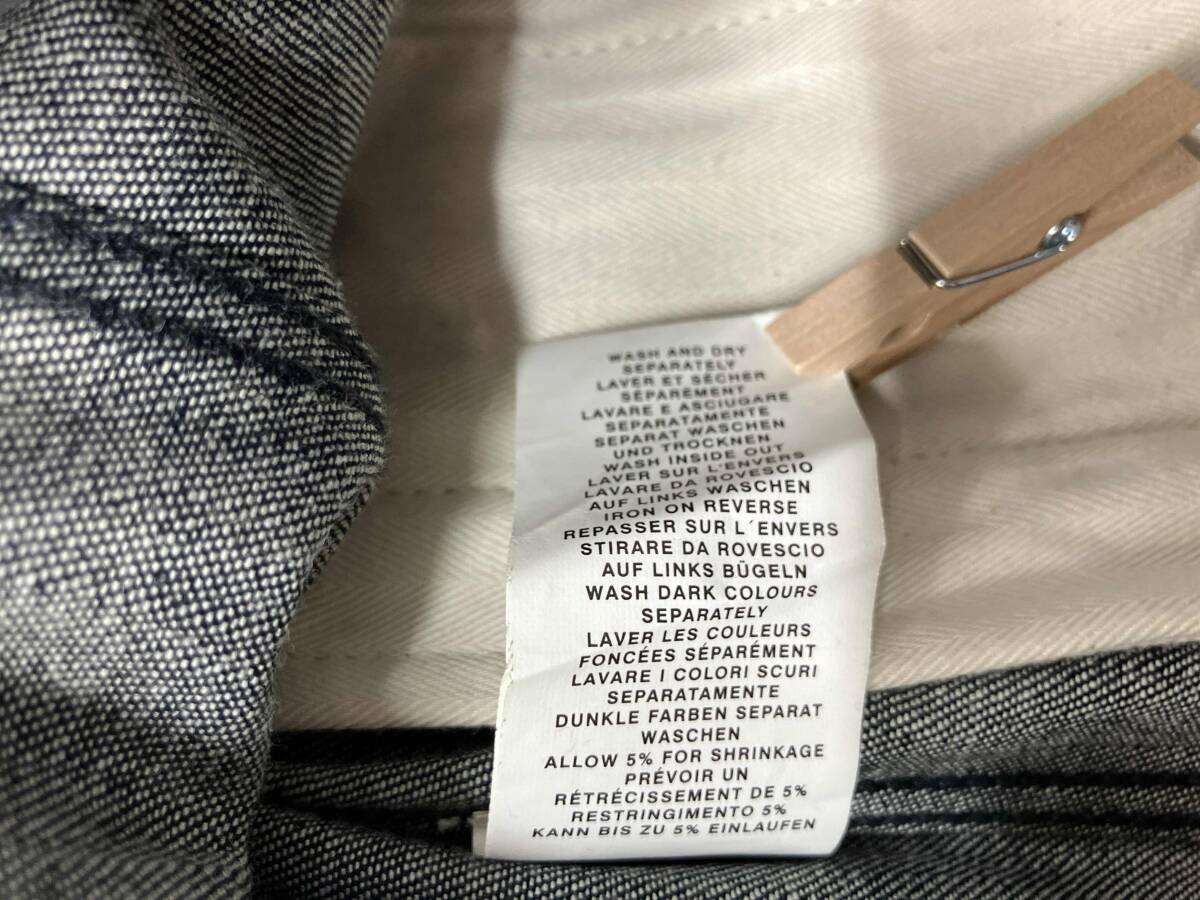 WASH AND DRY
SEPARATELY
LAVER ET SÉCHER
SÉPARÉMENT
LAVARE E ASCIUGARE
SEPARATAMENTE
SEPARAT WASCHEN
UND TROCKNEN
WASH INSIDE OUT
LAVER SUR L'ENVERS
LAVARE DA ROVESCIO
AUF LINKS WASCHEN
IRON ON REVERSE
REPASSER SUR L´ENVERS
STIRARE DA ROVESCIO
AUF LINKS BÜGELN
WASH DARK COLOURS
SEPARATELY
LAVER LES COULEURS
FONCÉES SÉPARÉMENT
LAVARE I COLORI SCURI
SEPARATAMENTE
DUNKLE FARBEN SEPARAT
WASCHEN
ALLOW 5% FOR SHRINKAGE
PRÉVOIR UN
RÉTRÉCISSEMENT DE 5%
RESTRINGIMENTO 5%
KANN BIS ZU 5% EINLAUFEN